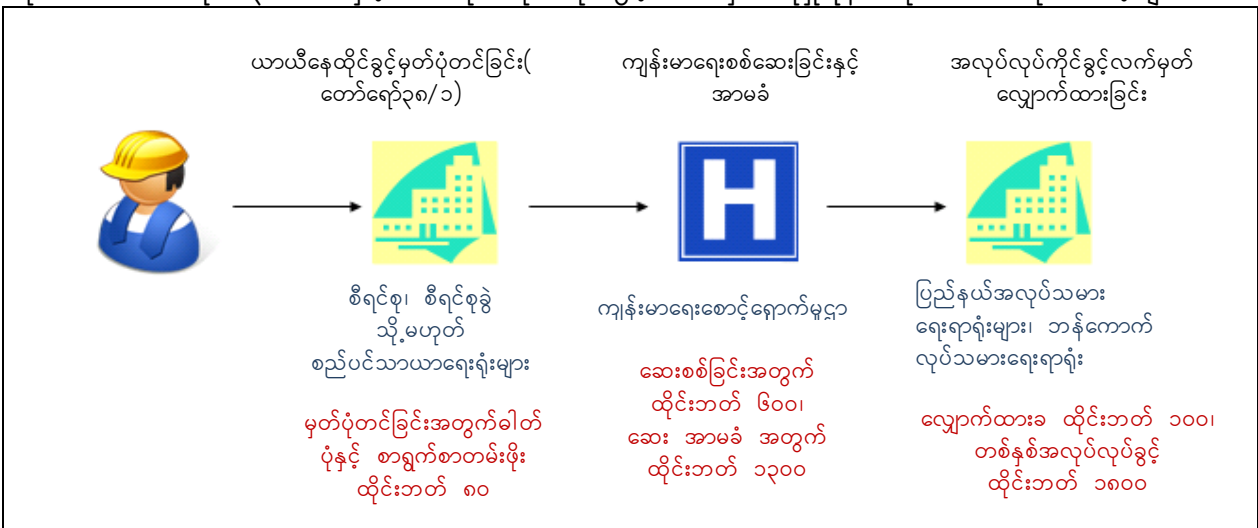 ယာယီနေထိုင်ခွင့်မှတ်ပုံတင်ခြင်း(
တော်ရော်၃၈/၁)
ကျန်းမာရေးစစ်ဆေးခြင်းနှင့်
အာမခံ
အလုပ်လုပ်ကိုင်ခွင့်လက်မှတ်
လျှောက်ထားခြင်း
H
စီရင်စု၊ စီရင်စုခွဲ
သို့မဟုတ်
စည်ပင်သာယာရေးရုံးများ
ကျန်းမာရေးစောင့်ရှောက်မှုဌာ
ပြည်နယ်အလုပ်သမား
ရေးရာရုံးများ၊ ဘန်ကောက်
လုပ်သမားရေးရာရုံး
မှတ်ပုံတင်ခြင်းအတွက်ဓါတ်
ပုံနှင့် စာရွက်စာတမ်းဖိုး
ထိုင်းဘတ် ၈၀
ဆေးစစ်ခြင်းအတွက်
ထိုင်းဘတ် ၆၀၀၊
ဆေး အာမခံ အတွက်
ထိုင်းဘတ် ၁၃၀၀
လျှောက်ထားခ ထိုင်းဘတ် ၁၀၀၊
တစ်နှစ်အလုပ်လုပ်ခွင့်
ထိုင်းဘတ် ၁၈၀၀